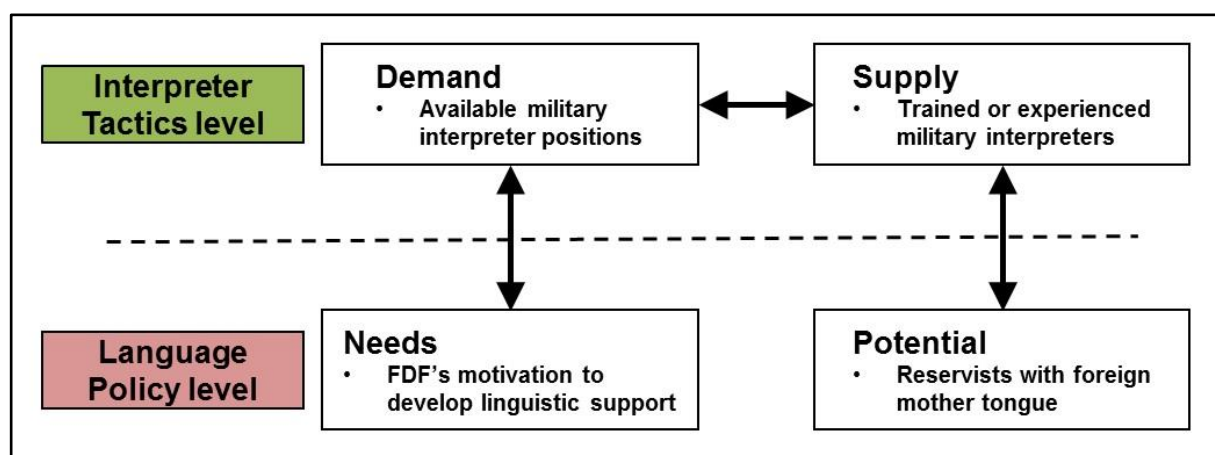 Interpreter
Tactics level
Demand
• Available military
interpreter positions
Supply
• Trained or experienced
military interpreters
Language
Policy level
Needs
• FDF's motivation to
develop linguistic support
Potential
• Reservists with foreign
mother tongue